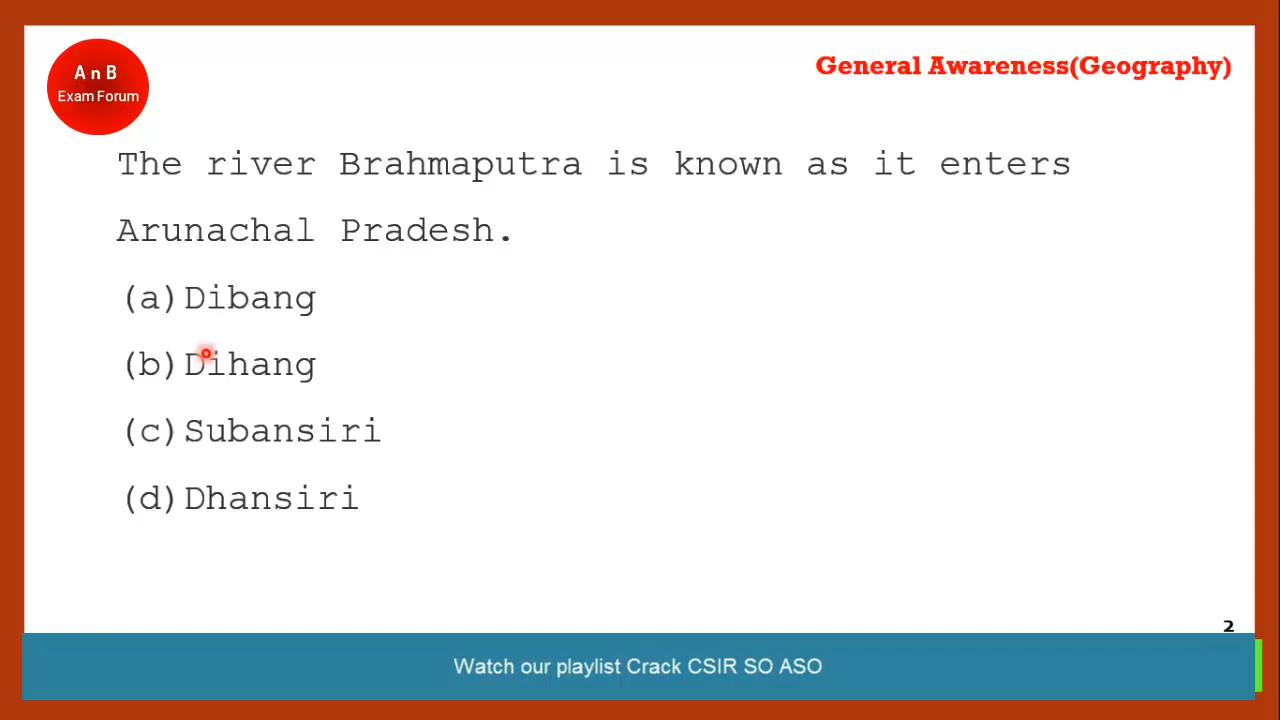 A n B
Exam Forum
General Awareness(Geography)
The river Brahmaputra is known as it enters
Arunachal Pradesh.
(a)Dibang
(b)Dihang
(c)Subansiri
(d)Dhansiri
2
Watch our playlist Crack CSIR SO ASO